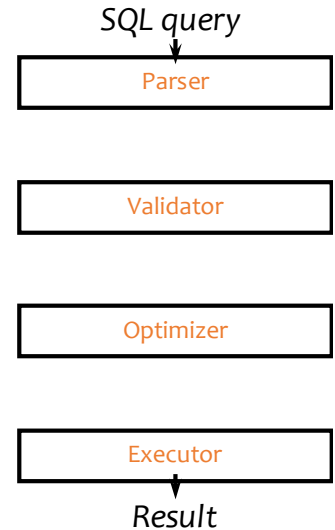 SQL query
Parser
Validator
Optimizer
Executor
Result